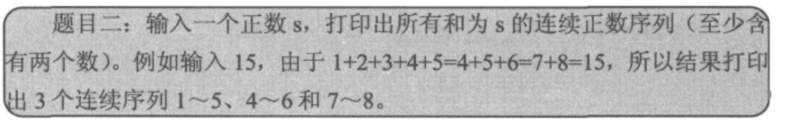 题目二：输入一个正数 s，打印出所有和为 s 的连续正数序列（至少含
有两个数）。例如输入 15，由于 1+2+3+4+5=4+5+6=7+8=15，所以结果打印
出 3 个连续序列 1～5、4～6 和 7～8。